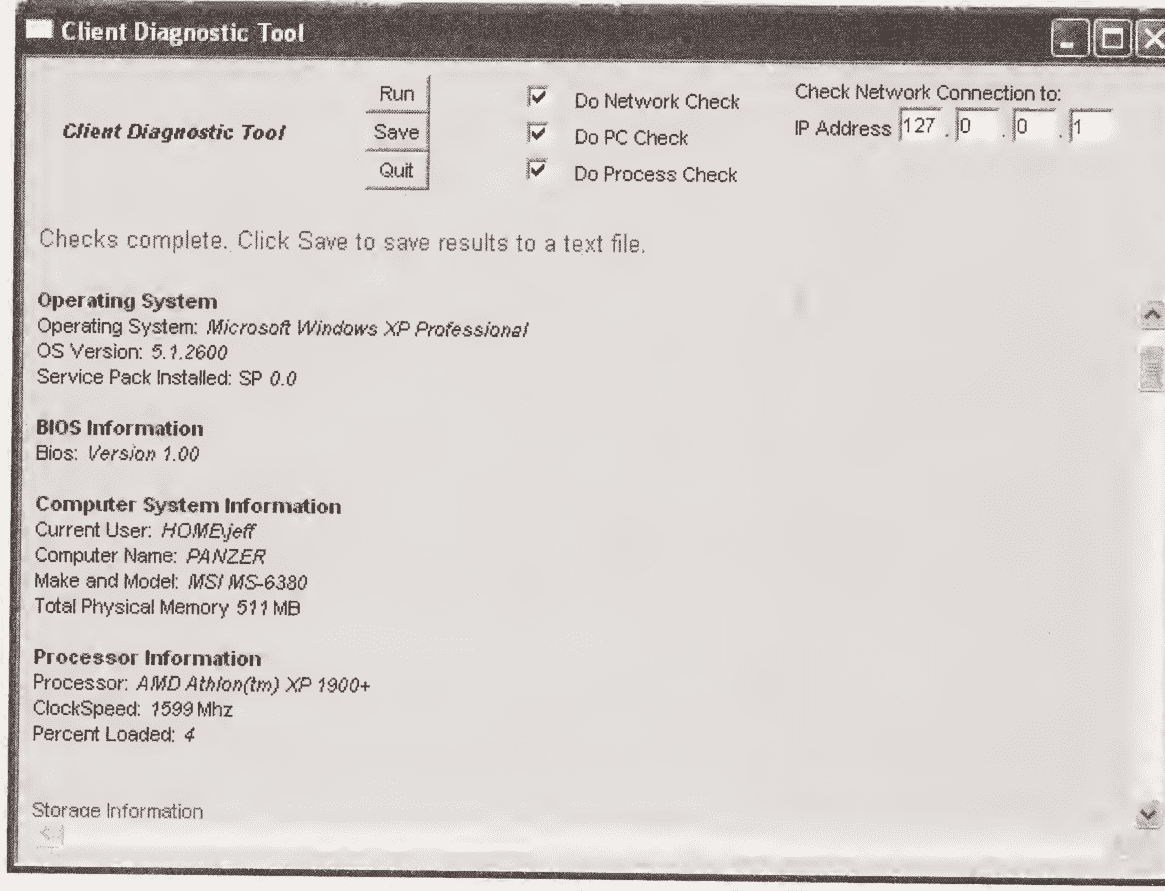 Client Diagnostic Tool
Client Diagnostic Tool
Run
Save
Quit
Do Network Check
Do PC Check
Do Process Check
Check Network Connection to:
IP Address 127 . 0 . 0 . 1
Checks complete. Click Save to save results to a text file.
Operating System
Operating System: Microsoft Windows XP Professional
OS Version: 5.1.2600
Service Pack Installed: SP 0.0
BIOS Information
Bios: Version 1.00
Computer System Information
Current User: HOME\jeff
Computer Name: PANZER
Make and Model: MSI MS-6380
Total Physical Memory 511 MB
Processor Information
Processor: AMD Athlon(tm) XP 1900+
ClockSpeed: 1599 Mhz
Percent Loaded: 4
Storage Information